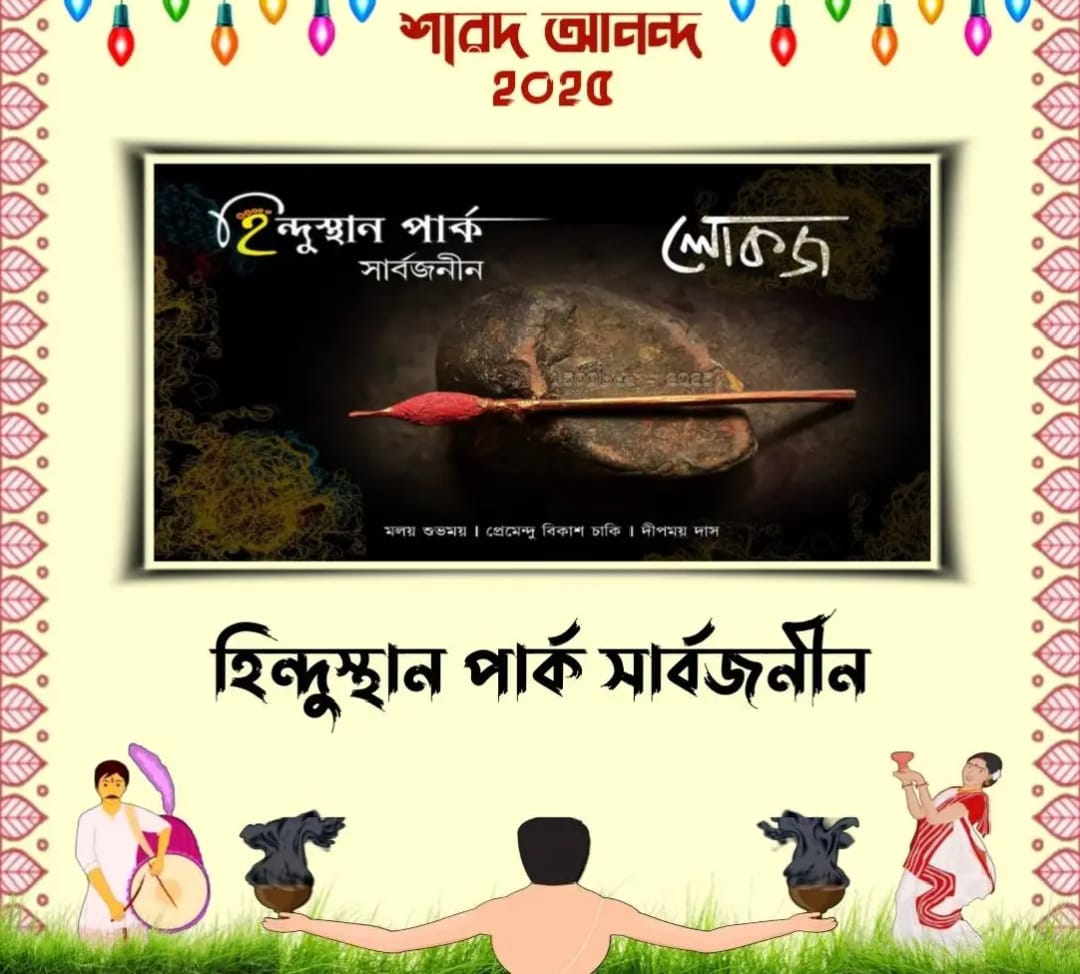 শারদ আনন্দ
২০২৫
হিন্দুস্থান পার্ক
সার্বজনীন
লোকজ
মলয় শুভময় | প্রেমেন্দু বিকাশ চাকি | দীপময় দাস
হিন্দুস্থান পার্ক সার্বজনীন